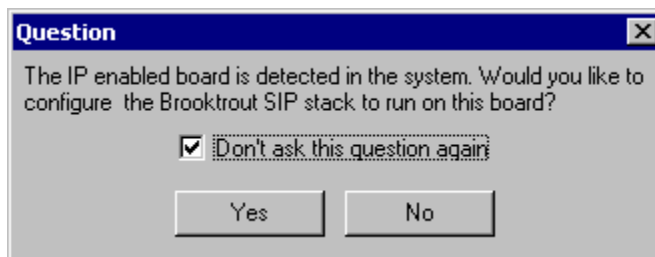 Question
The IP enabled board is detected in the system. Would you like to
configure the Brooktrout SIP stack to run on this board?
Don't ask this question again
Yes No